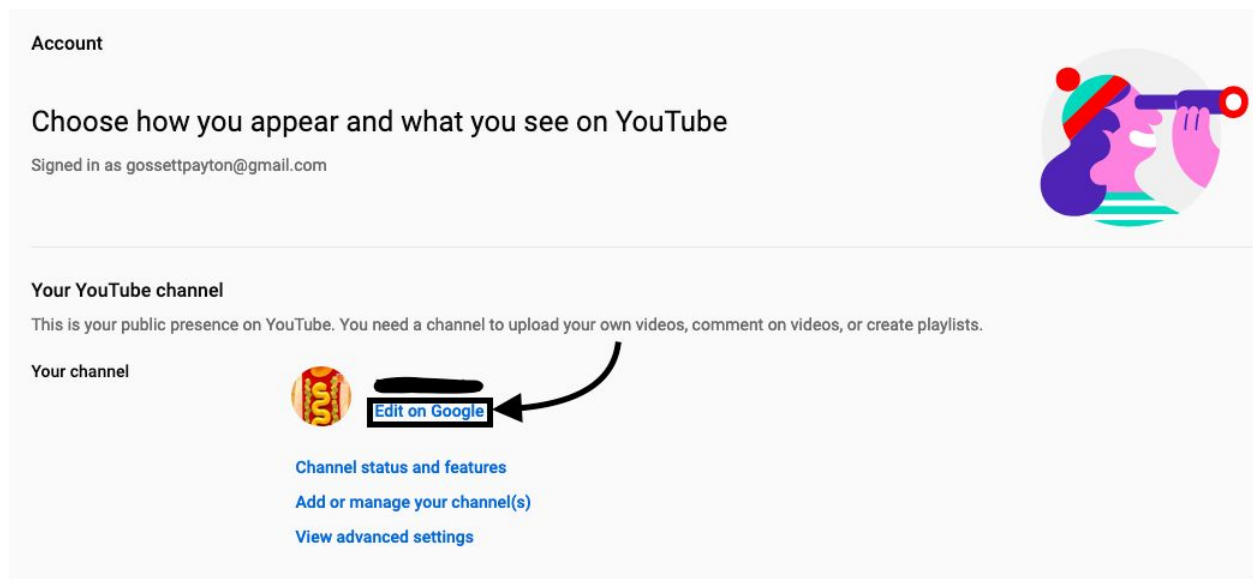 Account
Choose how you appear and what you see on YouTube
Signed in as gossettpayton@gmail.com
Your YouTube channel
This is your public presence on YouTube. You need a channel to upload your own videos, comment on videos, or create playlists.
Your channel
Edit on Google
Channel status and features
Add or manage your channel(s)
View advanced settings